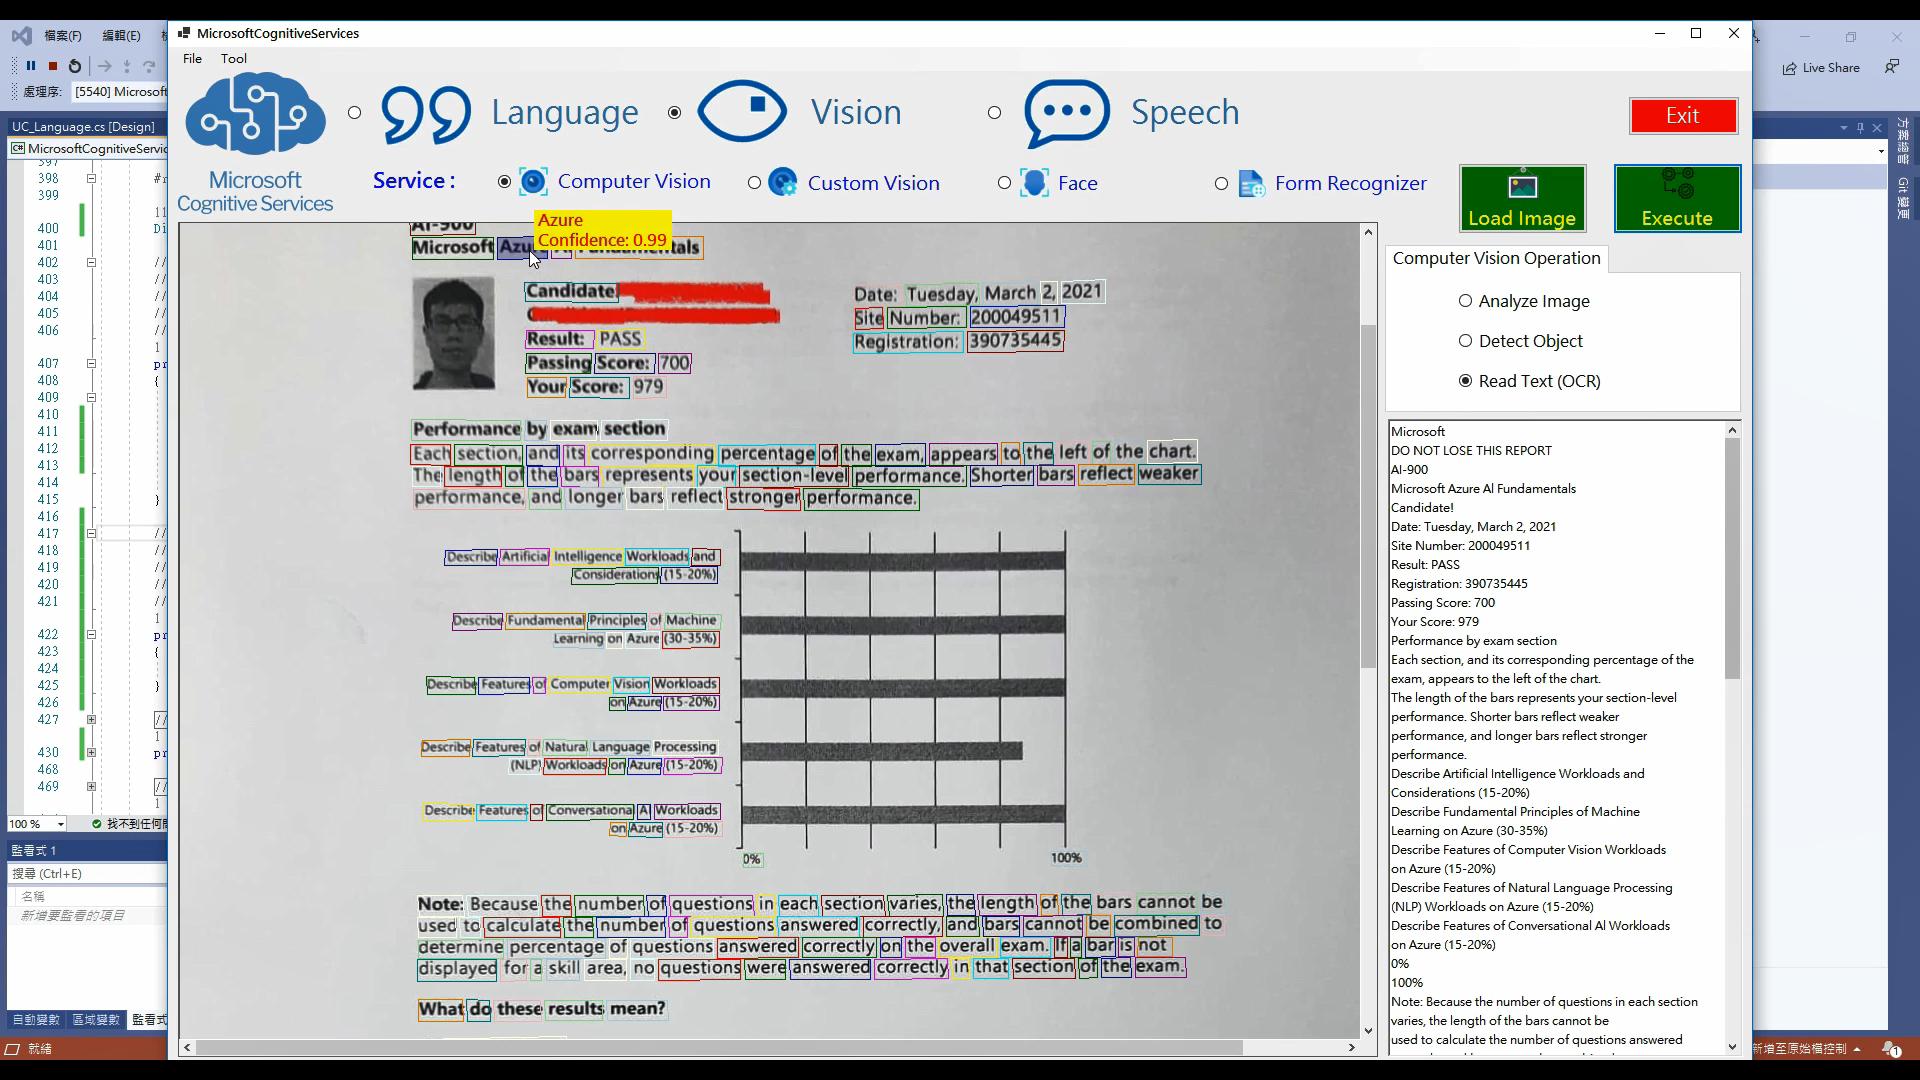 檔案(F) 編輯(E)
處理序: [5540] Microsoft
Live Share
UC_Language.cs [Design]
MicrosoftCognitiveServic
MicrosoftCognitiveServices
File Tool
Microsoft
Cognitive Services
Language Vision Speech
Exit
Service : Computer Vision Custom Vision Face Form Recognizer
Load Image Execute
Azure
Confidence: 0.99
AI-900
Microsoft Azu Fundamentals
Candidate
Date: Tuesday, March 2, 2021
Site Number: 200049511
Result: PASS
Registration: 390735445
Passing Score: 700
Your Score: 979
Performance by exam section
Each section, and its corresponding percentage of the exam, appears to the left of the chart.
The length of the bars represents your section-level performance. Shorter bars reflect weaker
performance, and longer bars reflect stronger performance.
Describe Artificial Intelligence Workloads and
Considerations (15-20%)
Describe Fundamental Principles of Machine
Learning on Azure (30-35%)
Describe Features of Computer Vision Workloads
on Azure (15-20%)
Describe Features of Natural Language Processing
(NLP) Workloads on Azure (15-20%)
Describe Features of Conversational AI Workloads
on Azure (15-20%)
0% 100%
Note: Because the number of questions in each section varies, the length of the bars cannot be
used to calculate the number of questions answered correctly, and bars cannot be combined to
determine percentage of questions answered correctly on the overall exam. If a bar is not
displayed for a skill area, no questions were answered correctly in that section of the exam.
What do these results mean?
Computer Vision Operation
Analyze Image
Detect Object
Read Text (OCR)
Microsoft
DO NOT LOSE THIS REPORT
AI-900
Microsoft Azure Al Fundamentals
Candidate!
Date: Tuesday, March 2, 2021
Site Number: 200049511
Result: PASS
Registration: 390735445
Passing Score: 700
Your Score: 979
Performance by exam section
Each section, and its corresponding percentage of the
exam, appears to the left of the chart.
The length of the bars represents your section-level
performance. Shorter bars reflect weaker
performance, and longer bars reflect stronger
performance.
Describe Artificial Intelligence Workloads and
Considerations (15-20%)
Describe Fundamental Principles of Machine
Learning on Azure (30-35%)
Describe Features of Computer Vision Workloads
on Azure (15-20%)
Describe Features of Natural Language Processing
(NLP) Workloads on Azure (15-20%)
Describe Features of Conversational Al Workloads
on Azure (15-20%)
0%
100%
Note: Because the number of questions in each section
varies, the length of the bars cannot be
used to calculate the number of questions answered
397
398
399
400
401
402
403
404
405
406
407
408
409
410
411
412
413
414
415
416
417
418
419
420
421
422
423
424
425
426
427
430
468
469
100 % 找不到任何問
監看式 1
搜尋 (Ctrl+E)
名稱
新增要監看的項目
自動變數 區域變數 監看式
就緒
方案總管
Git 變更
新增至原始檔控制
1